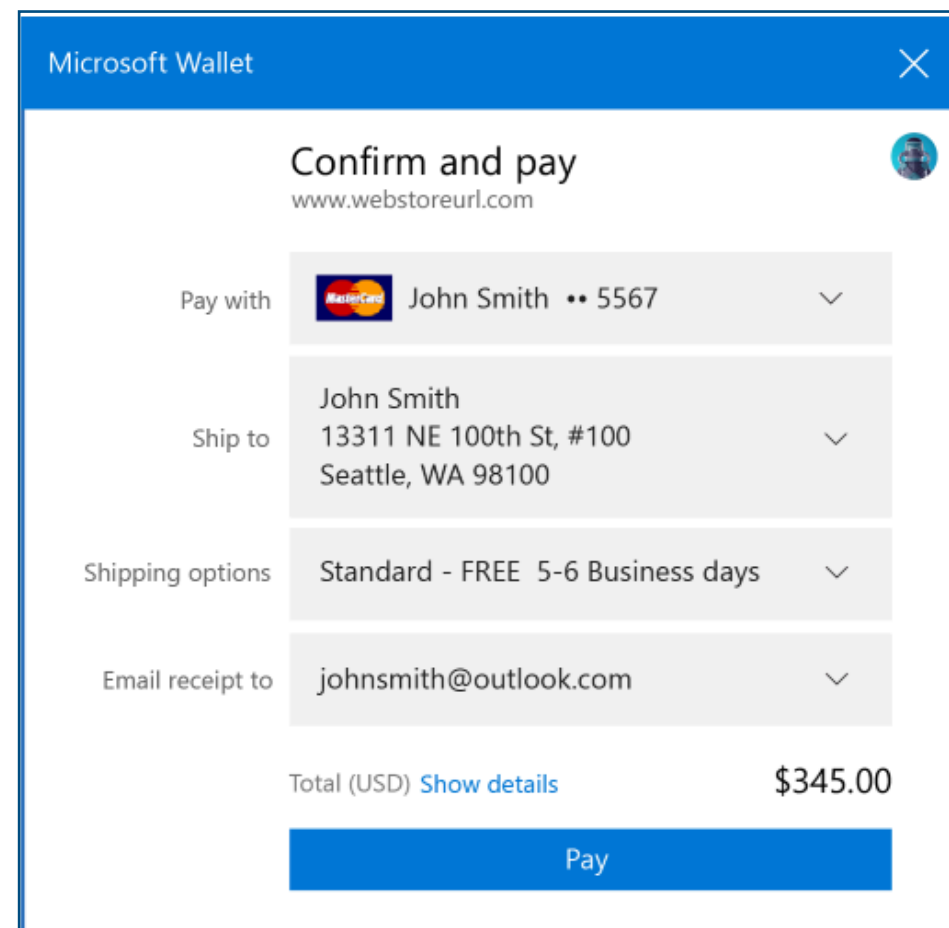 Microsoft Wallet
Confirm and pay
www.webstoreurl.com
Pay with
MasterCard
John Smith •• 5567
Ship to
John Smith
13311 NE 100th St, #100
Seattle, WA 98100
Shipping options
Standard - FREE 5-6 Business days
Email receipt to
johnsmith@outlook.com
Total (USD) Show details $345.00
Pay